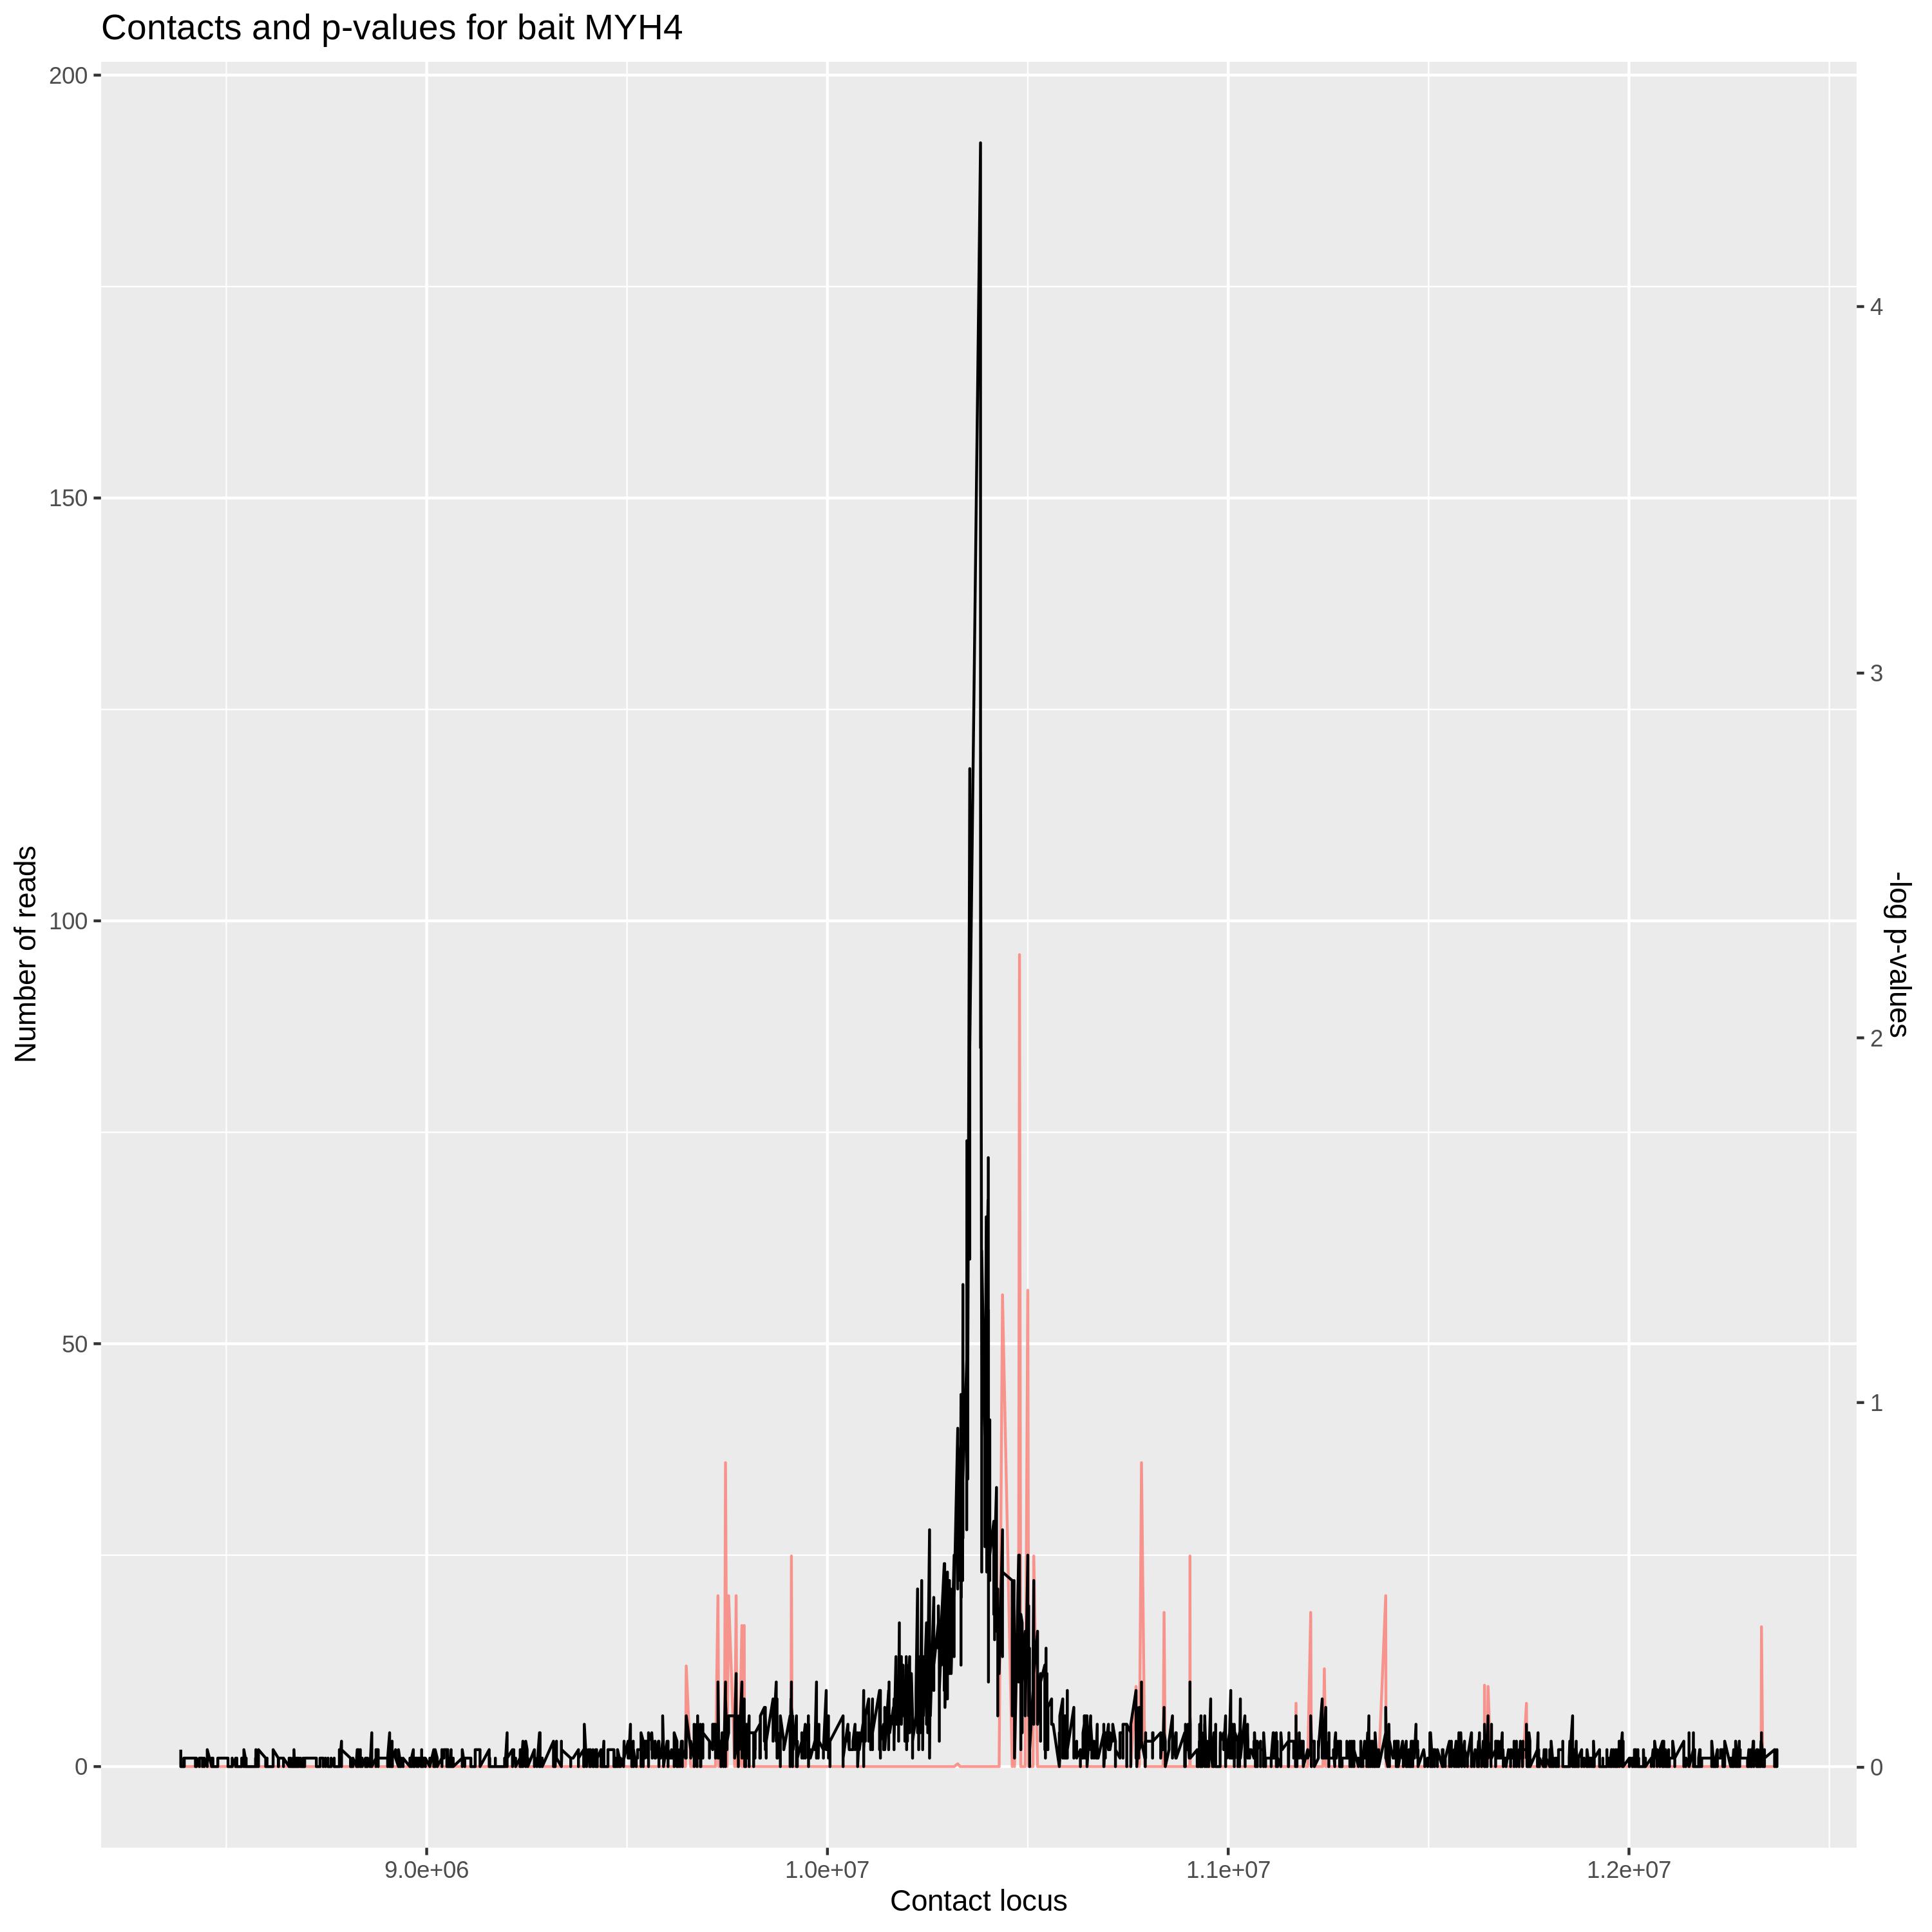 Contacts and p-values for bait MYH4
200
150
100
50
0
Number of reads
4
3
2
1
0
-log p-values
9.0e+06
1.0e+07
1.1e+07
1.2e+07
Contact locus